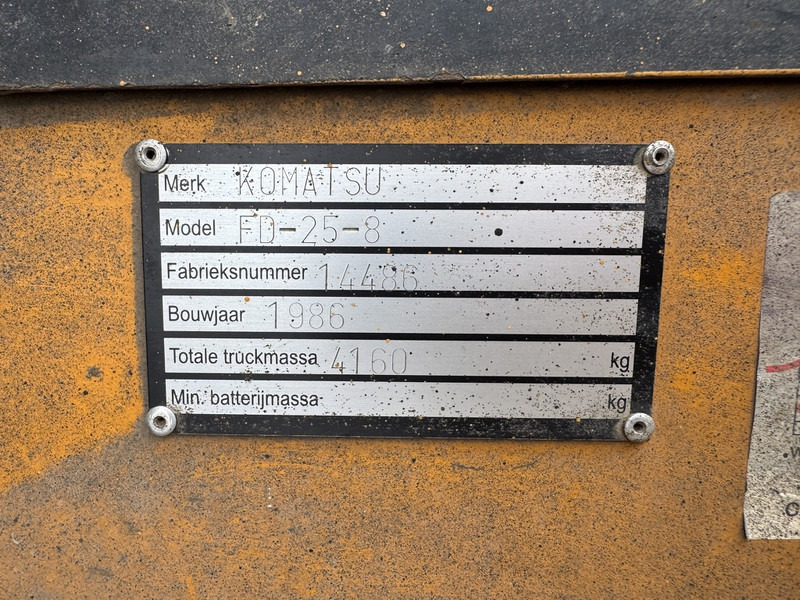 Merk KOMATSU
Model FD-25-8
Fabrieksnummer 14486
Bouwjaar 1986
Totale truckmassa 4160 kg
Min. batterijmassa kg